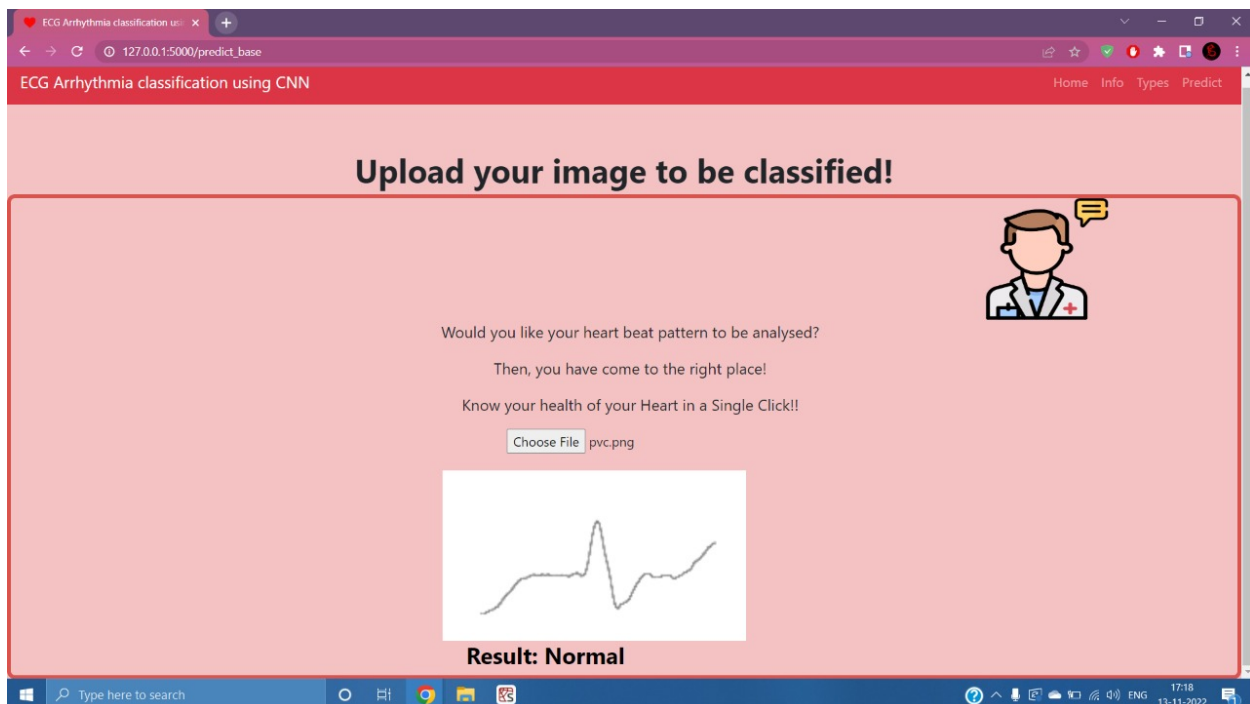 ECG Arrhythmia classification usi
127.0.0.1:5000/predict_base
ECG Arrhythmia classification using CNN
Home Info Types Predict
Upload your image to be classified!
Would you like your heart beat pattern to be analysed?
Then, you have come to the right place!
Know your health of your Heart in a Single Click!!
Choose File pvc.png
Result: Normal
Type here to search
ENG
17:18
13-11-2022